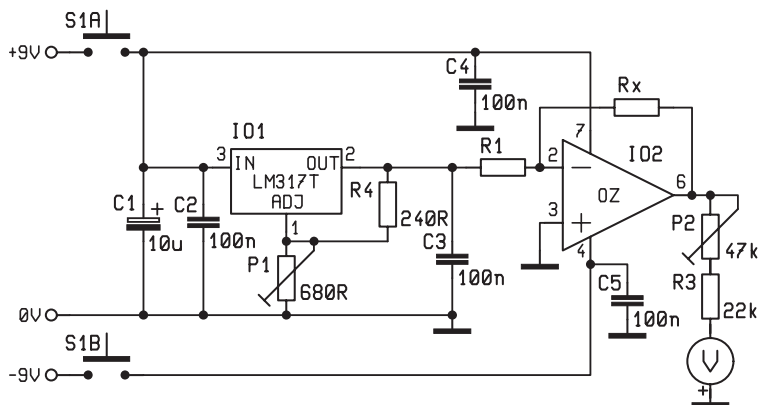 S1A
+9V
C4
100n
Rx
7
IO1
R1
3
IN
OUT
2
2
IO2
LM317T
ADJ
−
OZ
6
R4
C1
+
C2
3
+
P2
1
240R
C3
4
47k
10u
100n
P1
680R
100n
C5
R3
22k
0V
100n
S1B
V
-9V
+